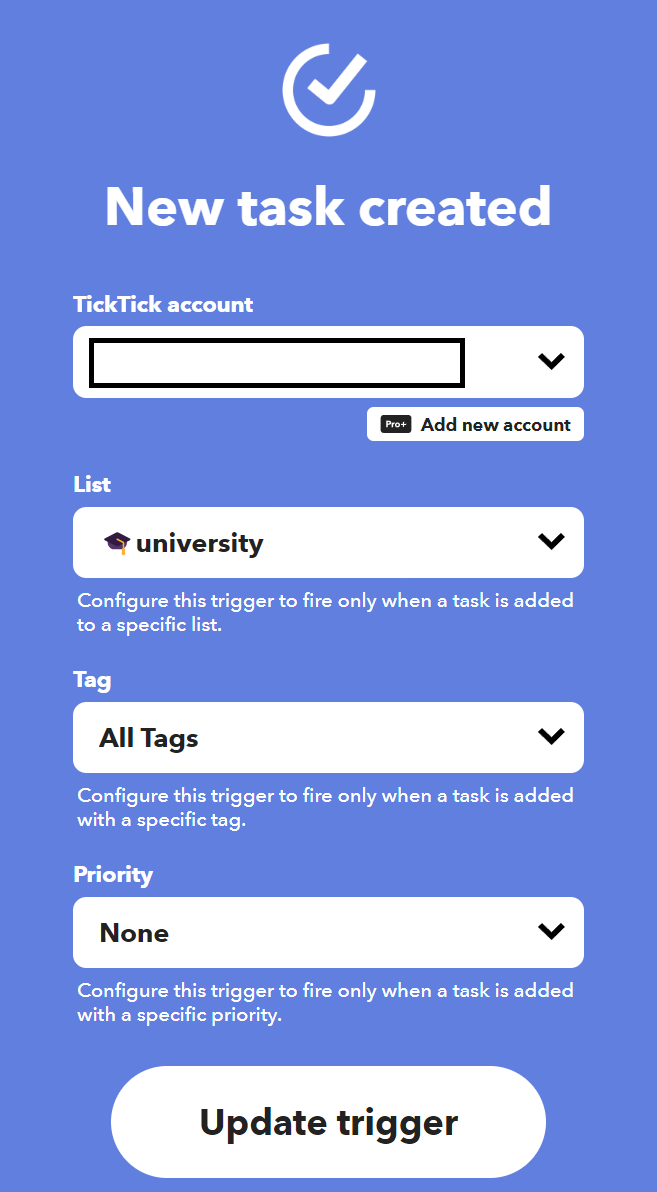 New task created
TickTick account
Pro+ Add new account
List
🎓university
Configure this trigger to fire only when a task is added
to a specific list.
Tag
All Tags
Configure this trigger to fire only when a task is added
with a specific tag.
Priority
None
Configure this trigger to fire only when a task is added
with a specific priority.
Update trigger